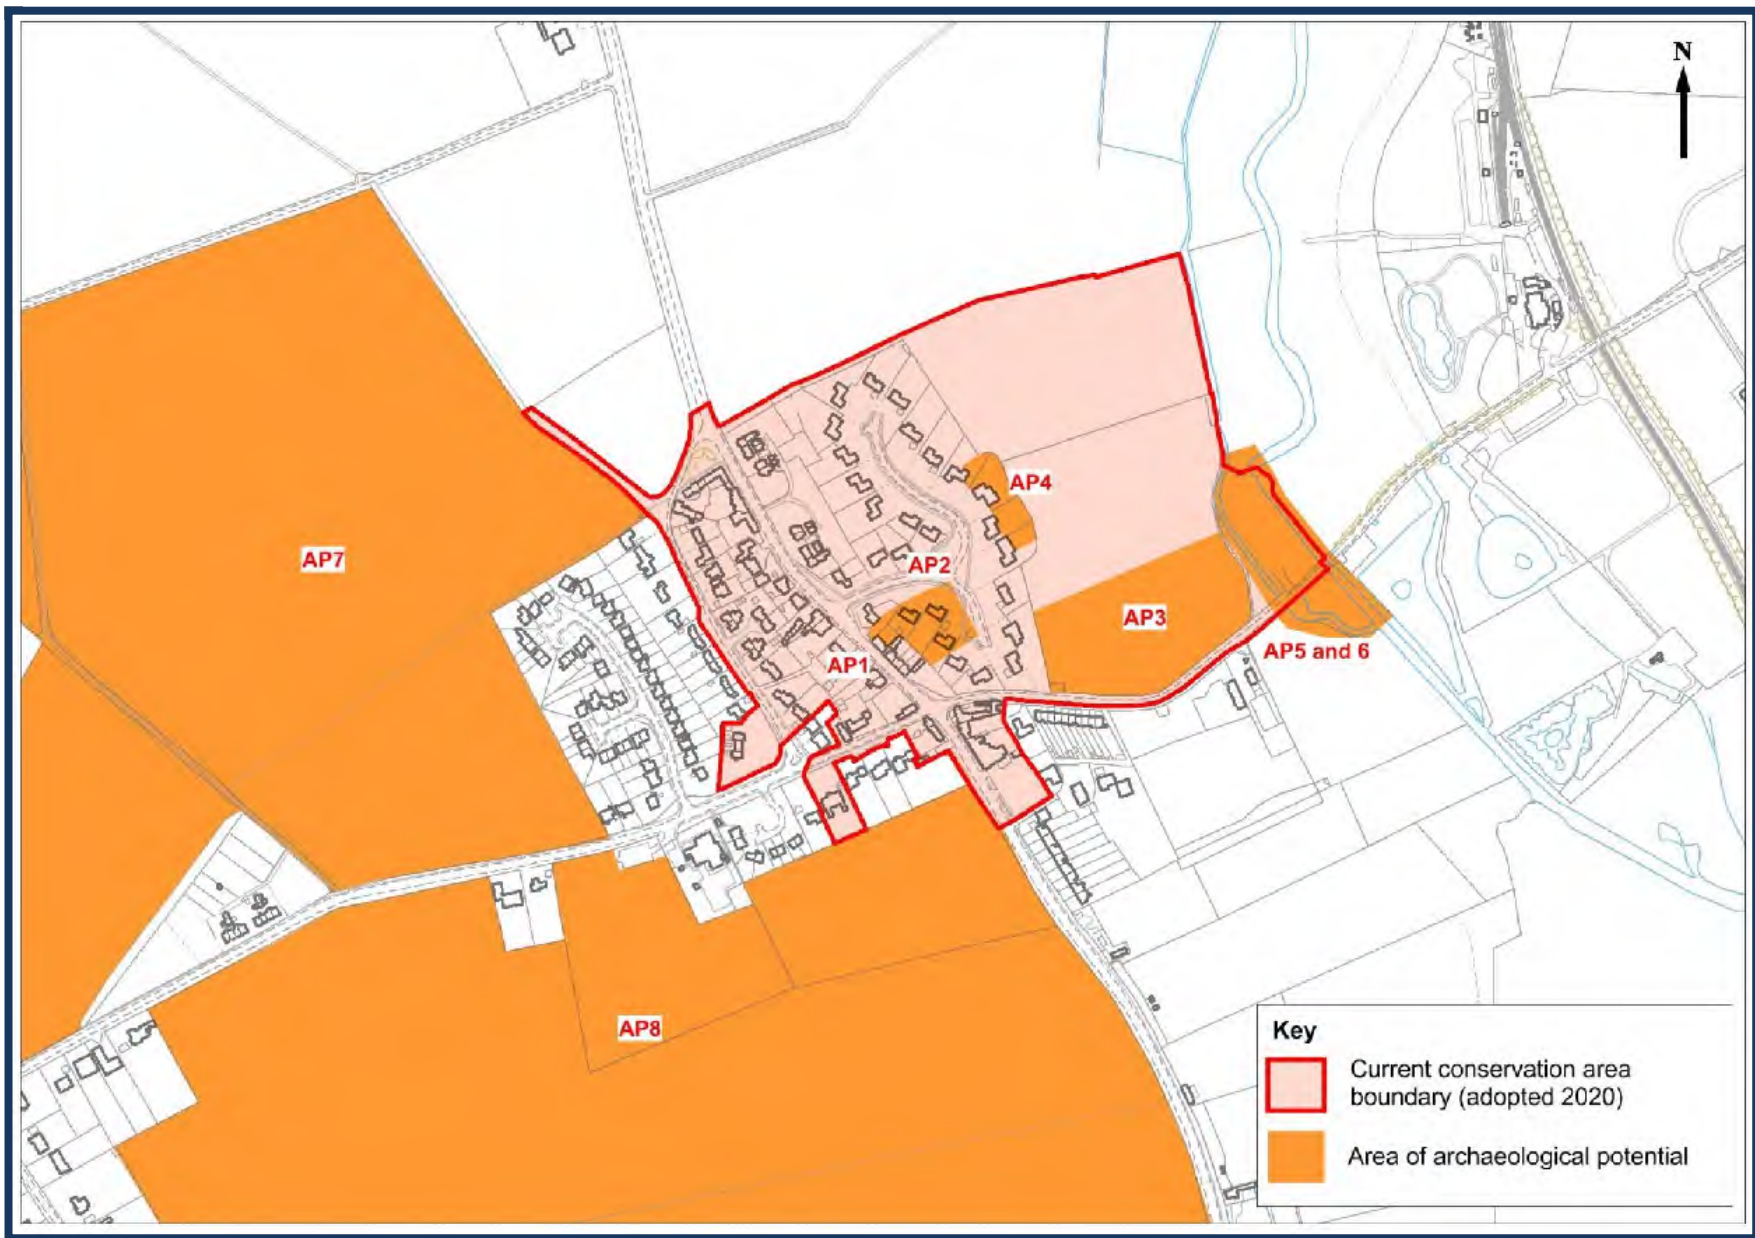 N
AP4
AP7
AP2
AP3
AP5 and 6
AP1
AP8
Key
Current conservation area
boundary (adopted 2020)
Area of archaeological potential